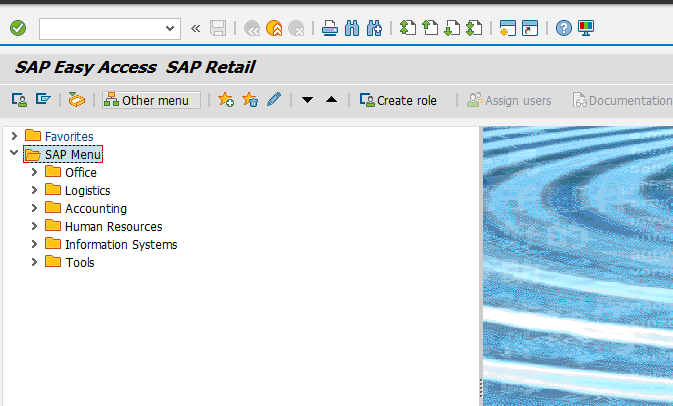 SAP Easy Access SAP Retail
Other menu Create role Assign users Documentation
Favorites
SAP Menu
Office
Logistics
Accounting
Human Resources
Information Systems
Tools